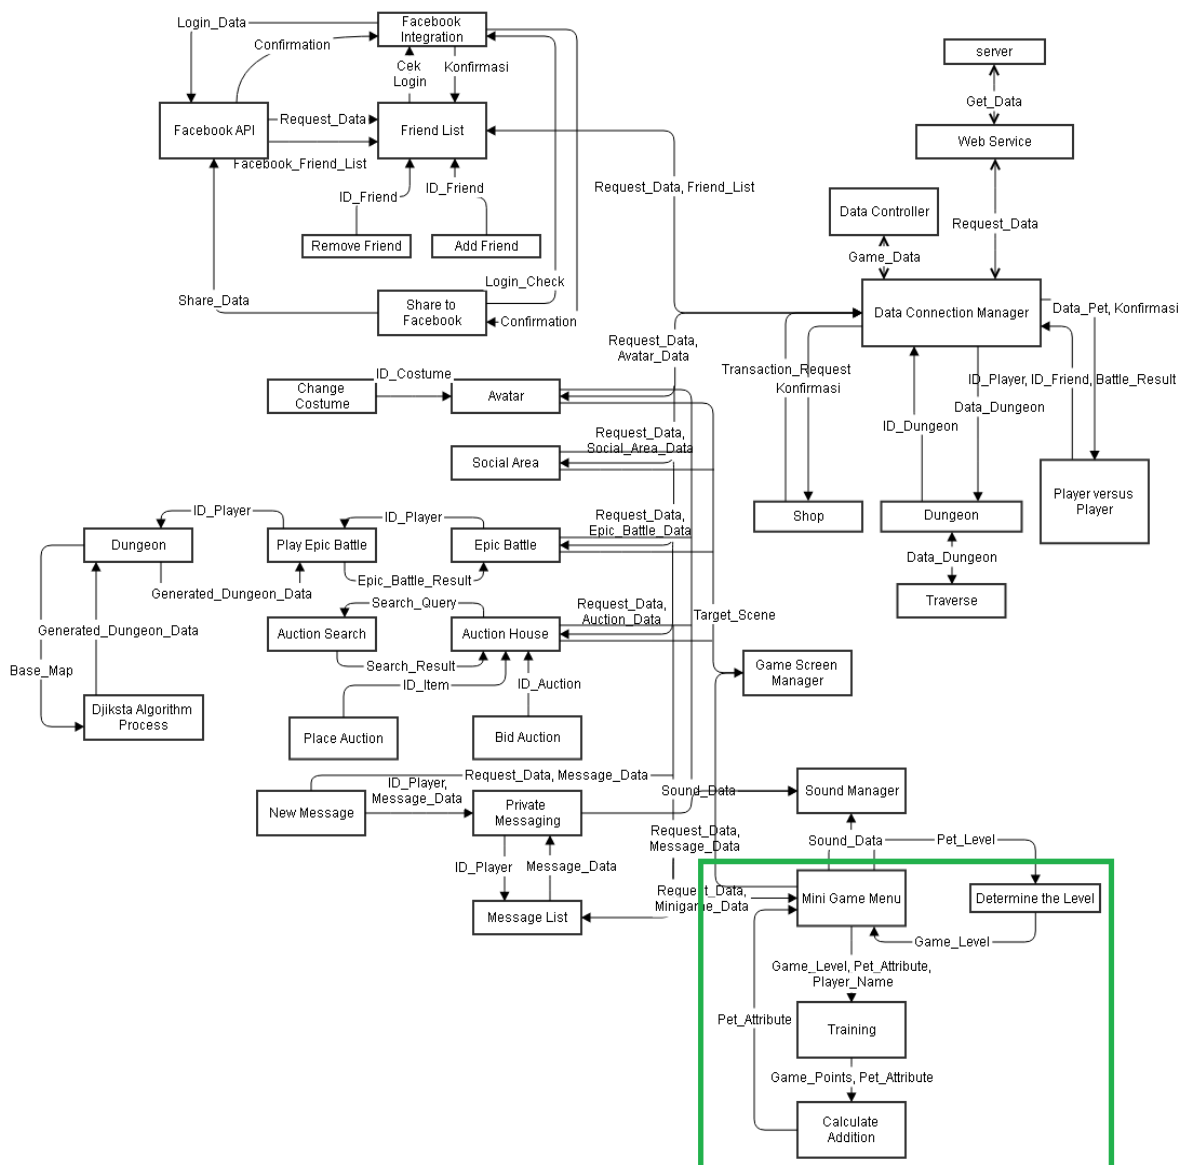 Login_Data
Facebook
Integration
Confirmation
Cek
Login
Konfirmasi
server
Get_Data
Facebook API
Request_Data
Friend List
Web Service
Facebook_Friend_List
ID_Friend
ID_Friend
Request_Data, Friend_List
Data Controller
Request_Data
Remove Friend
Add Friend
Game_Data
Login_Check
Share_Data
Share to
Facebook
Confirmation
Data Connection Manager
Data_Pet, Konfirmasi
Request_Data,
Avatar_Data
Transaction_Request
Konfirmasi
ID_Player, ID_Friend, Battle_Result
ID_Costume
Change
Costume
Avatar
Data_Dungeon
ID_Dungeon
Request_Data,
Social_Area_Data
Social Area
Player versus
Player
ID_Player
ID_Player
Request_Data,
Epic_Battle_Data
Shop
Dungeon
Dungeon
Play Epic Battle
Epic Battle
Data_Dungeon
Generated_Dungeon_Data
Epic_Battle_Result
Traverse
Search_Query
Request_Data,
Auction_Data
Target_Scene
Generated_Dungeon_Data
Auction Search
Auction House
Base_Map
Search_Result
ID_Item
ID_Auction
Game Screen
Manager
Djiksta Algorithm
Process
Place Auction
Bid Auction
Request_Data, Message_Data
ID_Player,
Message_Data
Sound_Data
Sound Manager
New Message
Private
Messaging
Request_Data,
Message_Data
Sound_Data
Pet_Level
ID_Player
Message_Data
Request_Data,
Minigame_Data
Mini Game Menu
Determine the Level
Message List
Game_Level
Game_Level, Pet_Attribute,
Player_Name
Pet_Attribute
Training
Game_Points, Pet_Attribute
Calculate
Addition